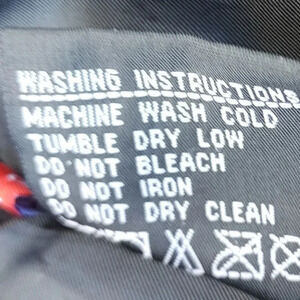 WASHING INSTRUCTIONS
MACHINE WASH COLD
TUMBLE DRY LOW
DO NOT BLEACH
DO NOT IRON
DO NOT DRY CLEAN